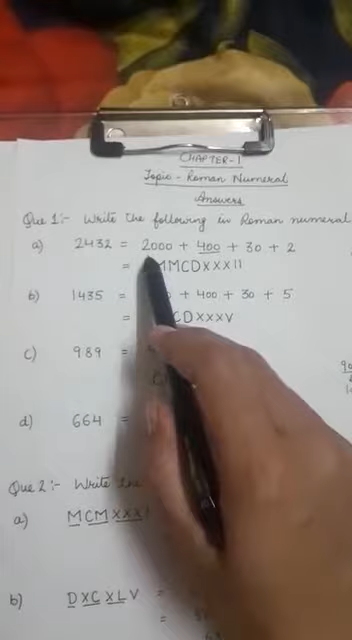 CHAPTER-1
Topic - Roman Numeral
Answers
Que 1:- Write the following in Roman numeral
a) 2432 = 2000 + 400 + 30 + 2
= MMCDXXXII
b) 1435 = + 400 + 30 + 5
= CDXXXV
c) 989 =
d) 664 =
Que 2:- Write the
a) MCMXXX
b) DXCXLV =
=